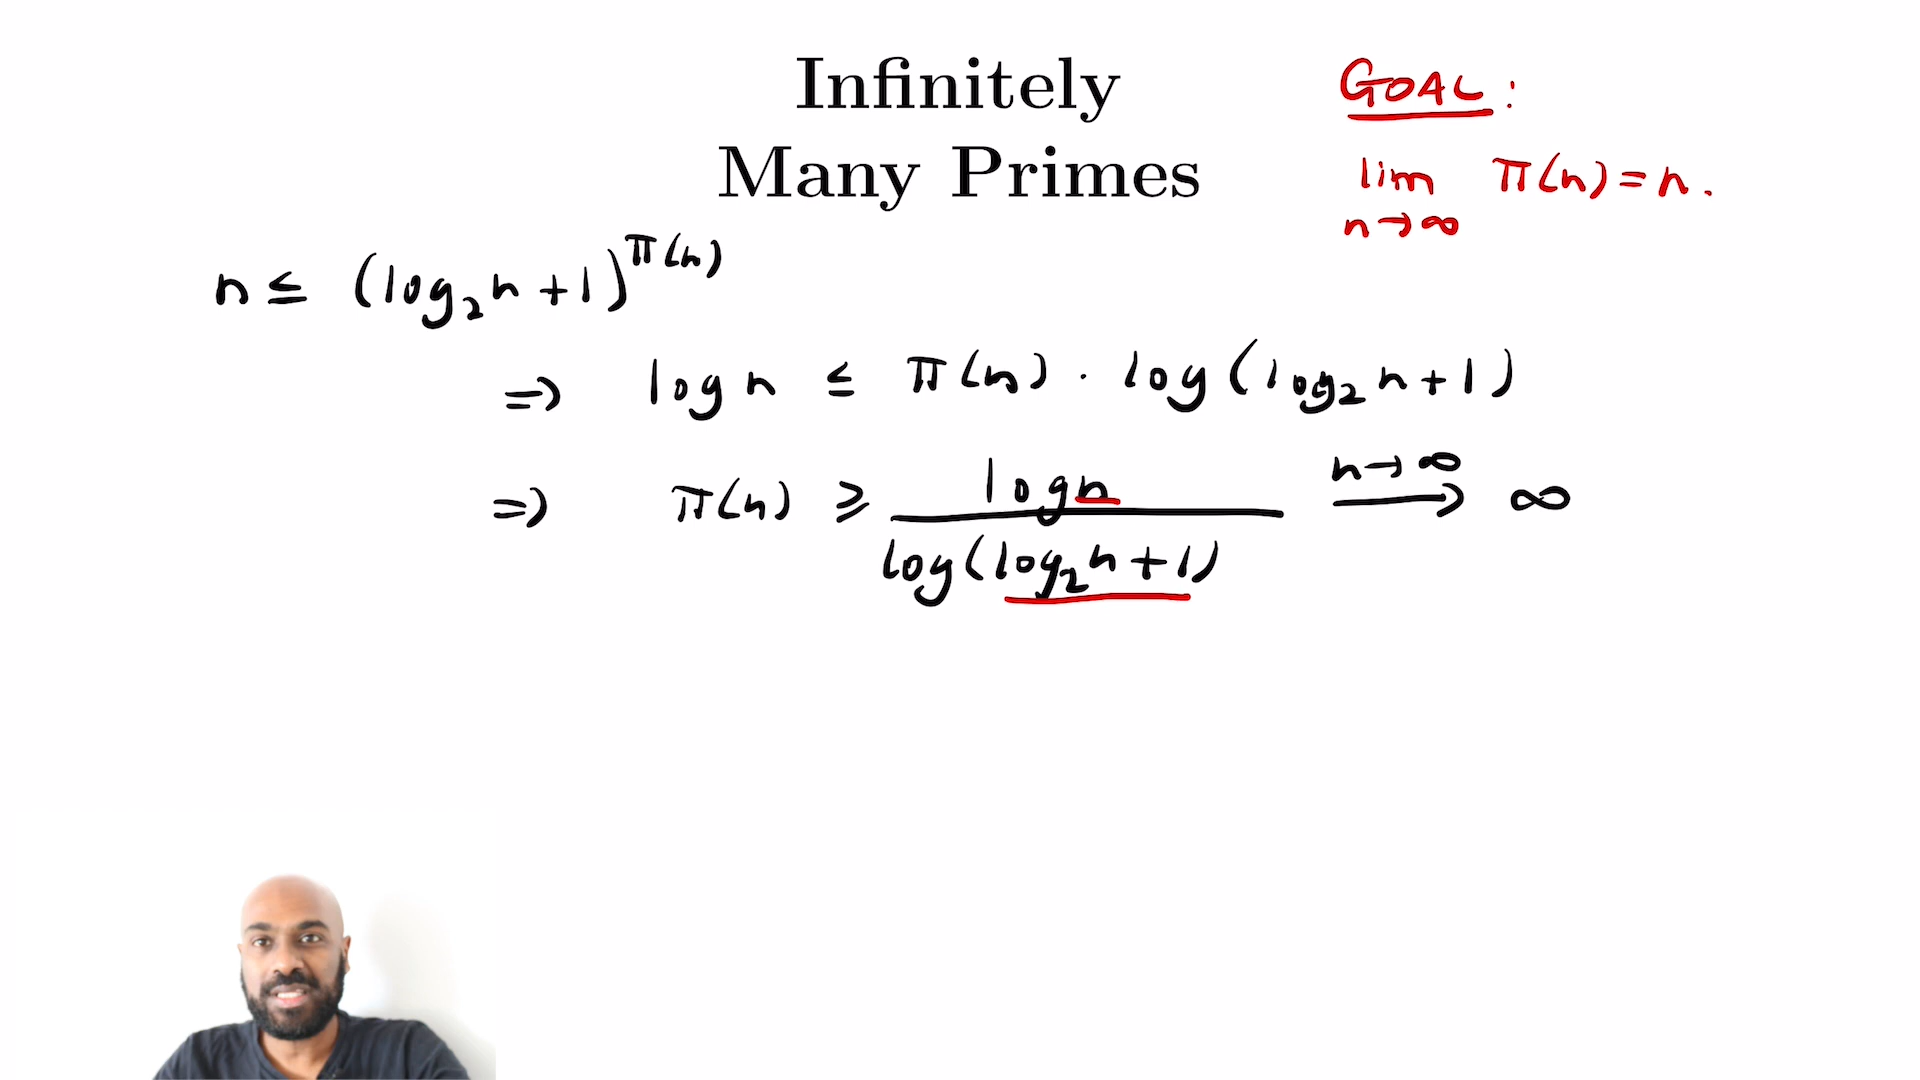 Infinitely
Many Primes
GOAL:
lim π(n) = n.
n→∞
n ≤ (log₂n + 1)^π(n)
⇒ log n ≤ π(n) · log(log₂n + 1)
⇒ π(n) ≥ log n / log(log₂n + 1) n→∞ ⟶ ∞